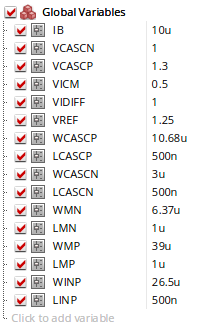 Global Variables
IB 10u
VCASCN 1
VCASCP 1.3
VICM 0.5
VIDIFF 1
VREF 1.25
WCASCP 10.68u
LCASCP 500n
WCASCN 3u
LCASCN 500n
WMN 6.37u
LMN 1u
WMP 39u
LMP 1u
WINP 26.5u
LINP 500n
Click to add variable